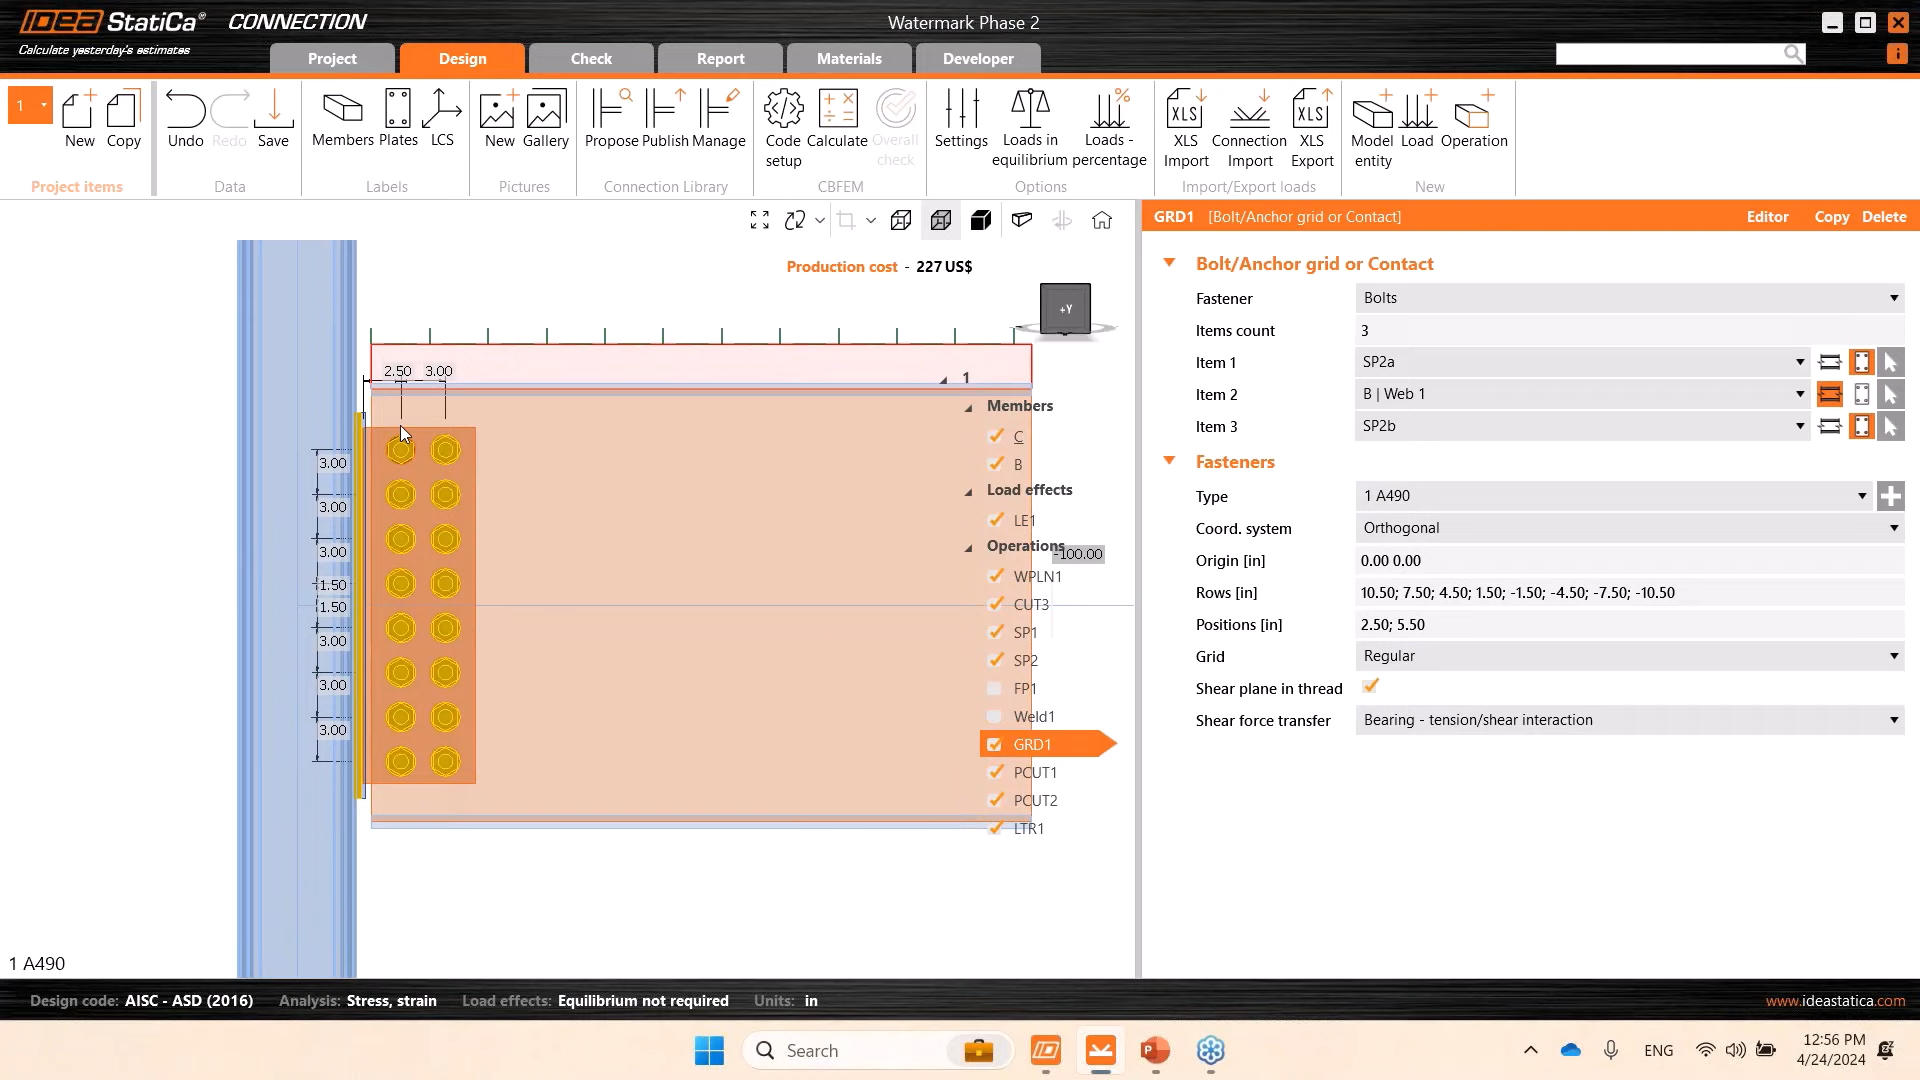 IDEA StatiCa® CONNECTION
Calculate yesterday's estimates
Watermark Phase 2
Project
Design
Check
Report
Materials
Developer
1
New
Copy
Undo
Redo
Save
Members
Plates
LCS
New
Gallery
Propose
Publish
Manage
Code setup
Calculate
Overall check
Settings
Loads in equilibrium
Loads - percentage
XLS Import
Connection Import
XLS Export
Model entity
Load
Operation
Project items
Data
Labels
Pictures
Connection Library
CBFEM
Options
Import/Export loads
New
Production cost - 227 US$
+Y
2.50
3.00
3.00
3.00
3.00
1.50
1.50
3.00
3.00
3.00
-100.00
1
Members
C
B
Load effects
LE1
Operations
WPLN1
CUT3
SP1
SP2
FP1
Weld1
GRD1
PCUT1
PCUT2
LTR1
1 A490
GRD1 [Bolt/Anchor grid or Contact]
Editor
Copy
Delete
Bolt/Anchor grid or Contact
Fastener Bolts
Items count 3
Item 1 SP2a
Item 2 B | Web 1
Item 3 SP2b
Fasteners
Type 1 A490
Coord. system Orthogonal
Origin [in] 0.00 0.00
Rows [in] 10.50; 7.50; 4.50; 1.50; -1.50; -4.50; -7.50; -10.50
Positions [in] 2.50; 5.50
Grid Regular
Shear plane in thread
Shear force transfer Bearing - tension/shear interaction
Design code: AISC - ASD (2016) Analysis: Stress, strain Load effects: Equilibrium not required Units: in
www.ideastatica.com
Search
ENG
12:56 PM
4/24/2024